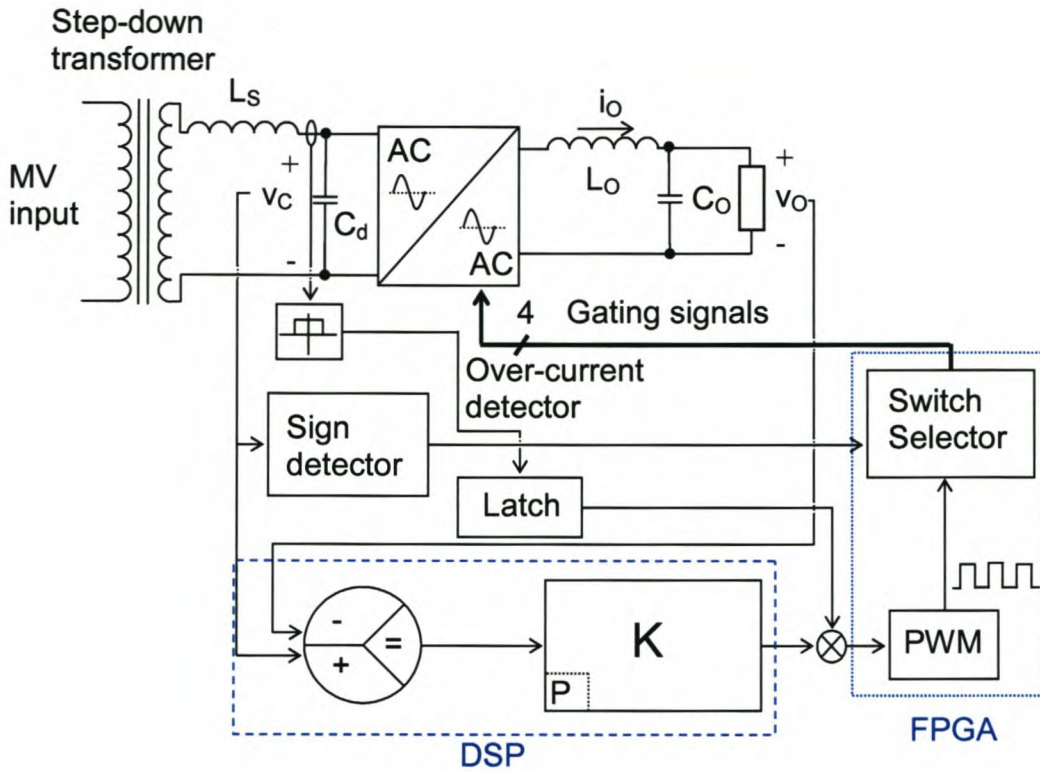 Step-down
transformer
MV
input
LS
+
vC
-
Cd
AC
AC
iO
LO
CO
+
vO
-
4
Gating signals
Over-current
detector
Sign
detector
Latch
Switch
Selector
-
+
=
K
P
PWM
DSP
FPGA